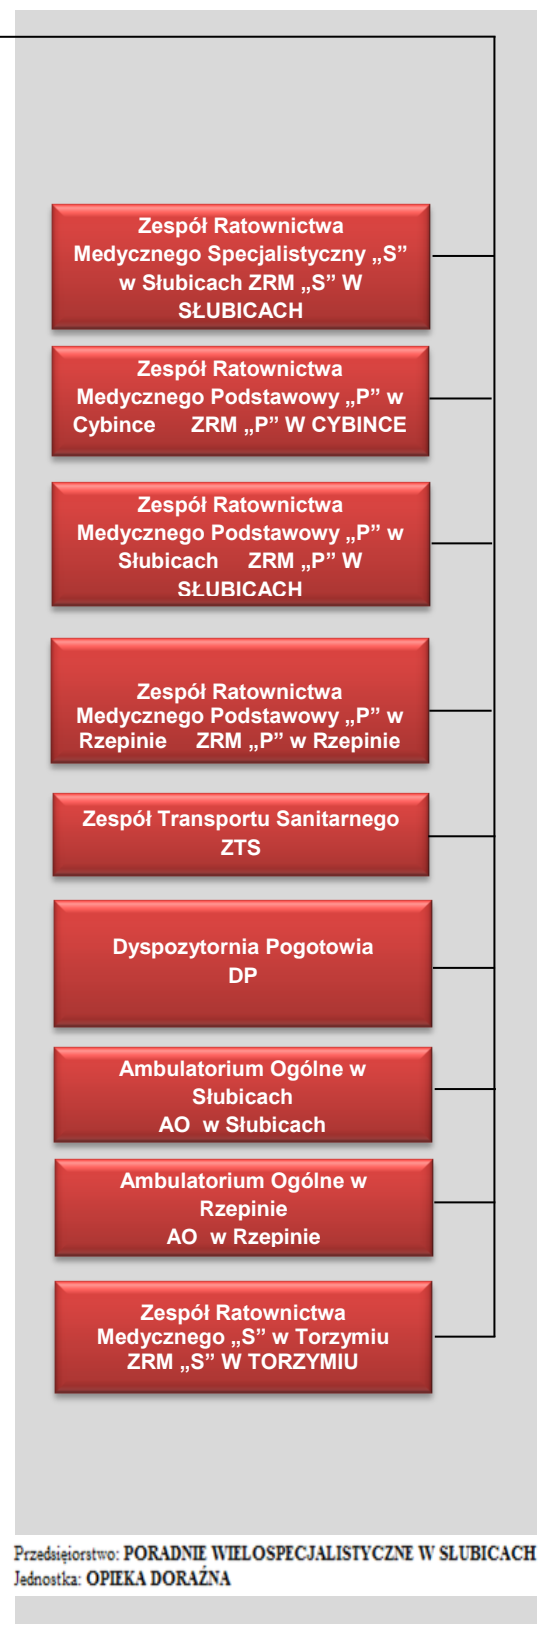 Zespół Ratownictwa
Medycznego Specjalistyczny „S”
w Słubicach ZRM „S” W
SŁUBICACH
Zespół Ratownictwa
Medycznego Podstawowy „P” w
Cybince ZRM „P” W CYBINCE
Zespół Ratownictwa
Medycznego Podstawowy „P” w
Słubicach ZRM „P” W
SŁUBICACH
Zespół Ratownictwa
Medycznego Podstawowy „P” w
Rzepinie ZRM „P” w Rzepinie
Zespół Transportu Sanitarnego
ZTS
Dyspozytornia Pogotowia
DP
Ambulatorium Ogólne w
Słubicach
AO w Słubicach
Ambulatorium Ogólne w
Rzepinie
AO w Rzepinie
Zespół Ratownictwa
Medycznego „S” w Torzymiu
ZRM „S” W TORZYMIU
Przedsięiorstwo: PORADNIE WIELOSPECJALISTYCZNE W SLUBICACH
Jednostka: OPIEKA DORAŹNA